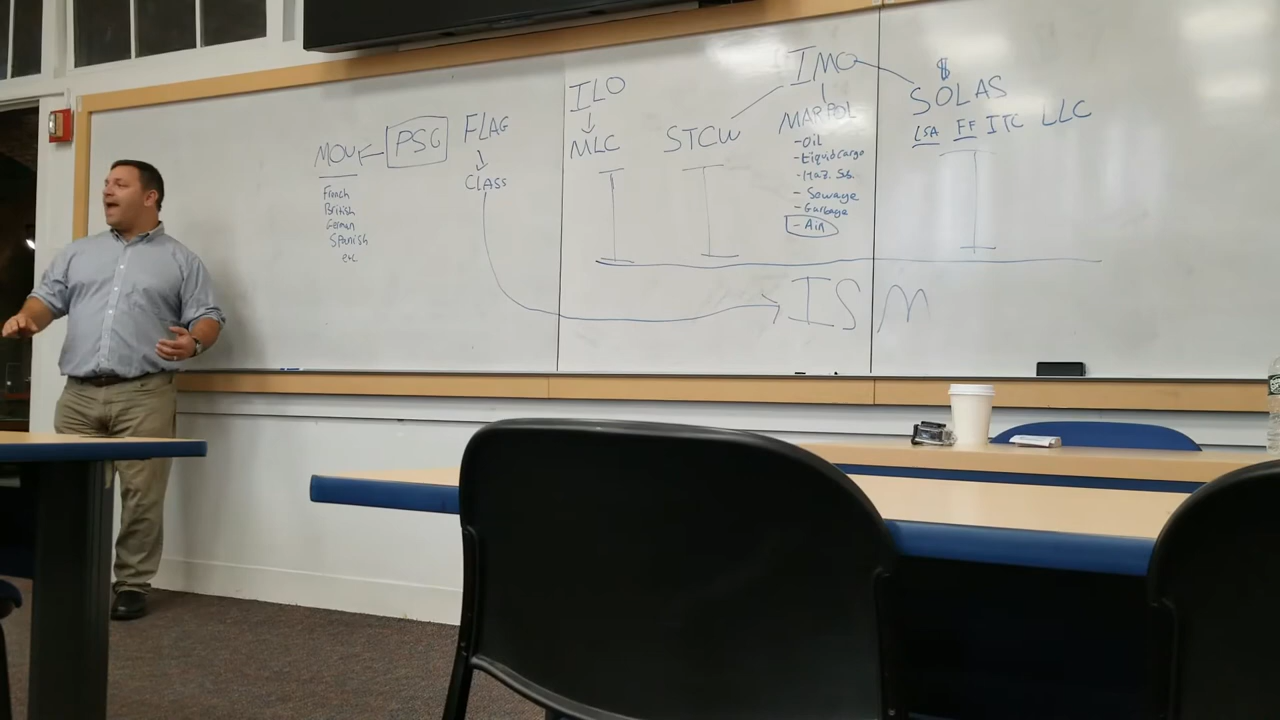 MOU
PSC
FLAG
CLASS
French
British
German
Spanish
etc
ILO
MLC
STCW
IMO
MARPOL
- Oil
- Liquid Cargo
- Haz. Sb.
- Sewage
- Garbage
- Air
$
SOLAS
LSA FF ITC LLC
ISM